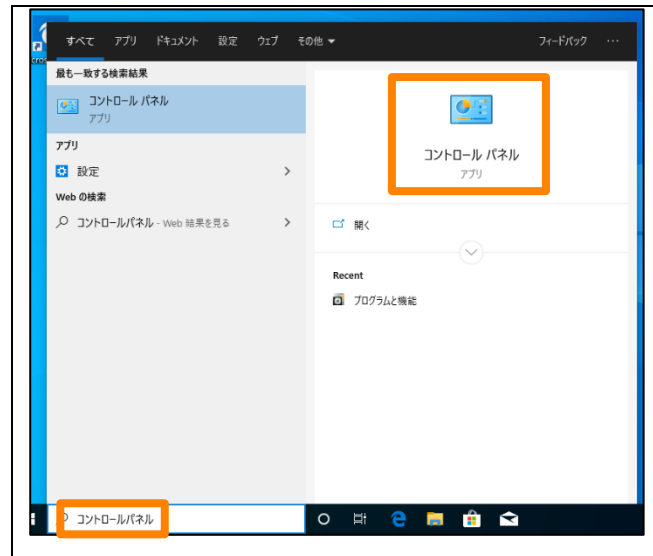 すべて アプリ ドキュメント 設定 ウェブ その他 フィードバック ···
最も一致する検索結果
コントロール パネル
アプリ
アプリ
設定
Web の検索
コントロールパネル - Web 結果を見る
コントロール パネル
アプリ
開く
Recent
プログラムと機能
コントロールパネル